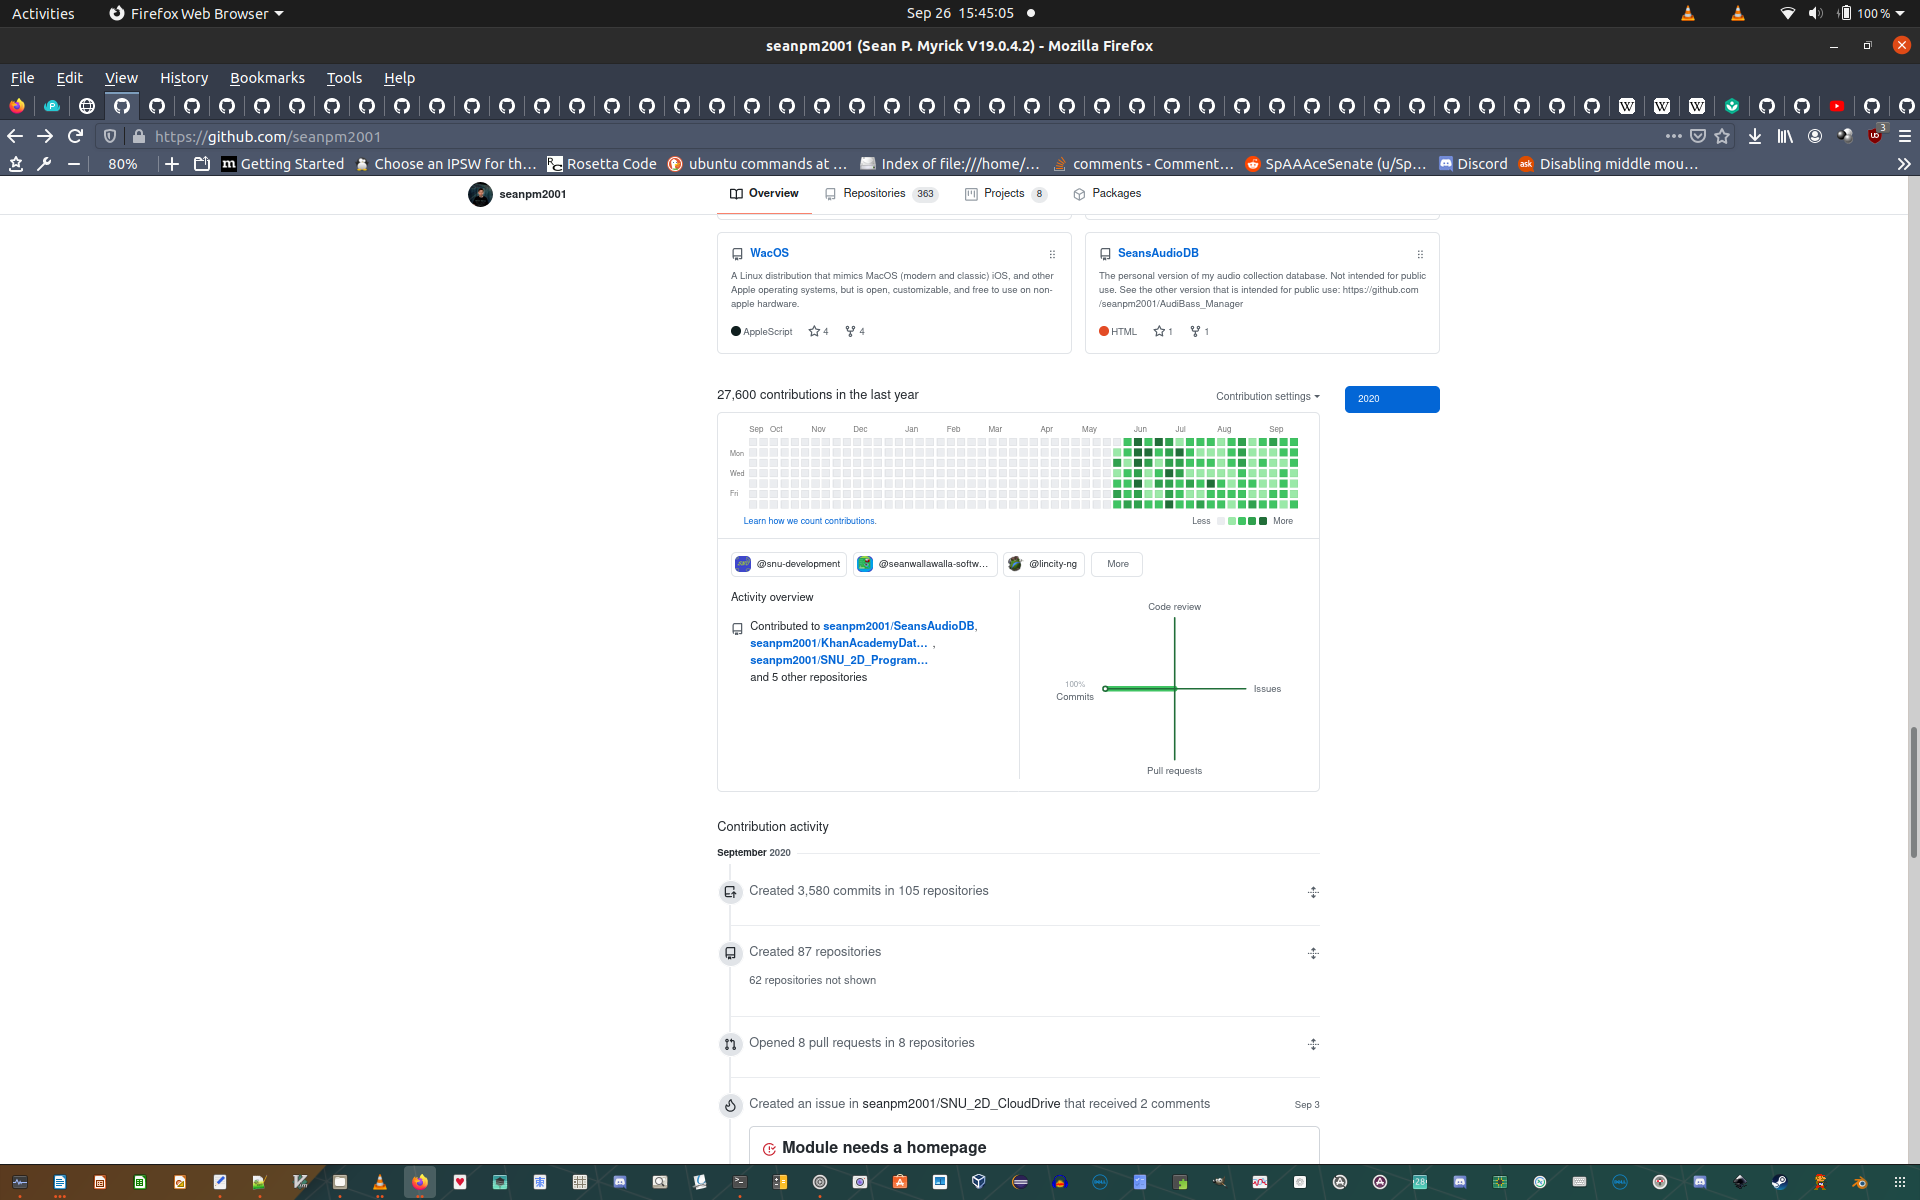 Activities
Firefox Web Browser
Sep 26 15:45:05
100 %
seanpm2001 (Sean P. Myrick V19.0.4.2) - Mozilla Firefox
File Edit View History Bookmarks Tools Help
https://github.com/seanpm2001
3
80%
Getting Started
Choose an IPSW for th…
Rosetta Code
ubuntu commands at …
Index of file:///home/…
comments - Comment…
SpAAAceSenate (u/Sp…
Discord
Disabling middle mou…
seanpm2001
Overview
Repositories 363
Projects 8
Packages
WacOS
A Linux distribution that mimics MacOS (modern and classic) iOS, and other
Apple operating systems, but is open, customizable, and free to use on non-
apple hardware.
AppleScript 4 4
SeansAudioDB
The personal version of my audio collection database. Not intended for public
use. See the other version that is intended for public use: https://github.com
/seanpm2001/AudiBass_Manager
HTML 1 1
27,600 contributions in the last year
Contribution settings
2020
Sep Oct Nov Dec Jan Feb Mar Apr May Jun Jul Aug Sep
Mon
Wed
Fri
Learn how we count contributions.
Less
More
@snu-development
@seanwallawalla-softw…
@lincity-ng
More
Activity overview
Contributed to seanpm2001/SeansAudioDB,
seanpm2001/KhanAcademyDat… ,
seanpm2001/SNU_2D_Program…
and 5 other repositories
Code review
100%
Commits
Issues
Pull requests
Contribution activity
September 2020
Created 3,580 commits in 105 repositories
Created 87 repositories
62 repositories not shown
Opened 8 pull requests in 8 repositories
Created an issue in seanpm2001/SNU_2D_CloudDrive that received 2 comments
Sep 3
Module needs a homepage